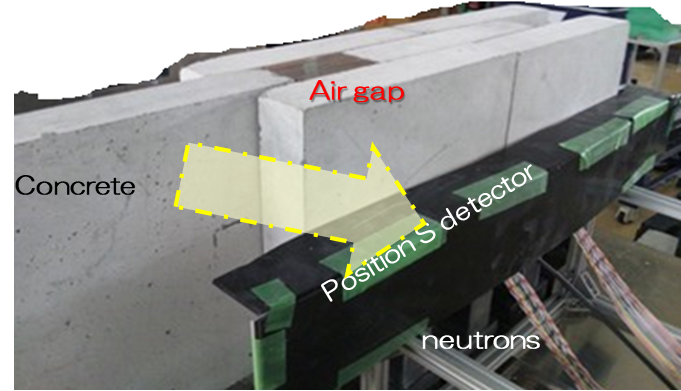 Air gap
Concrete
Position S detector
neutrons